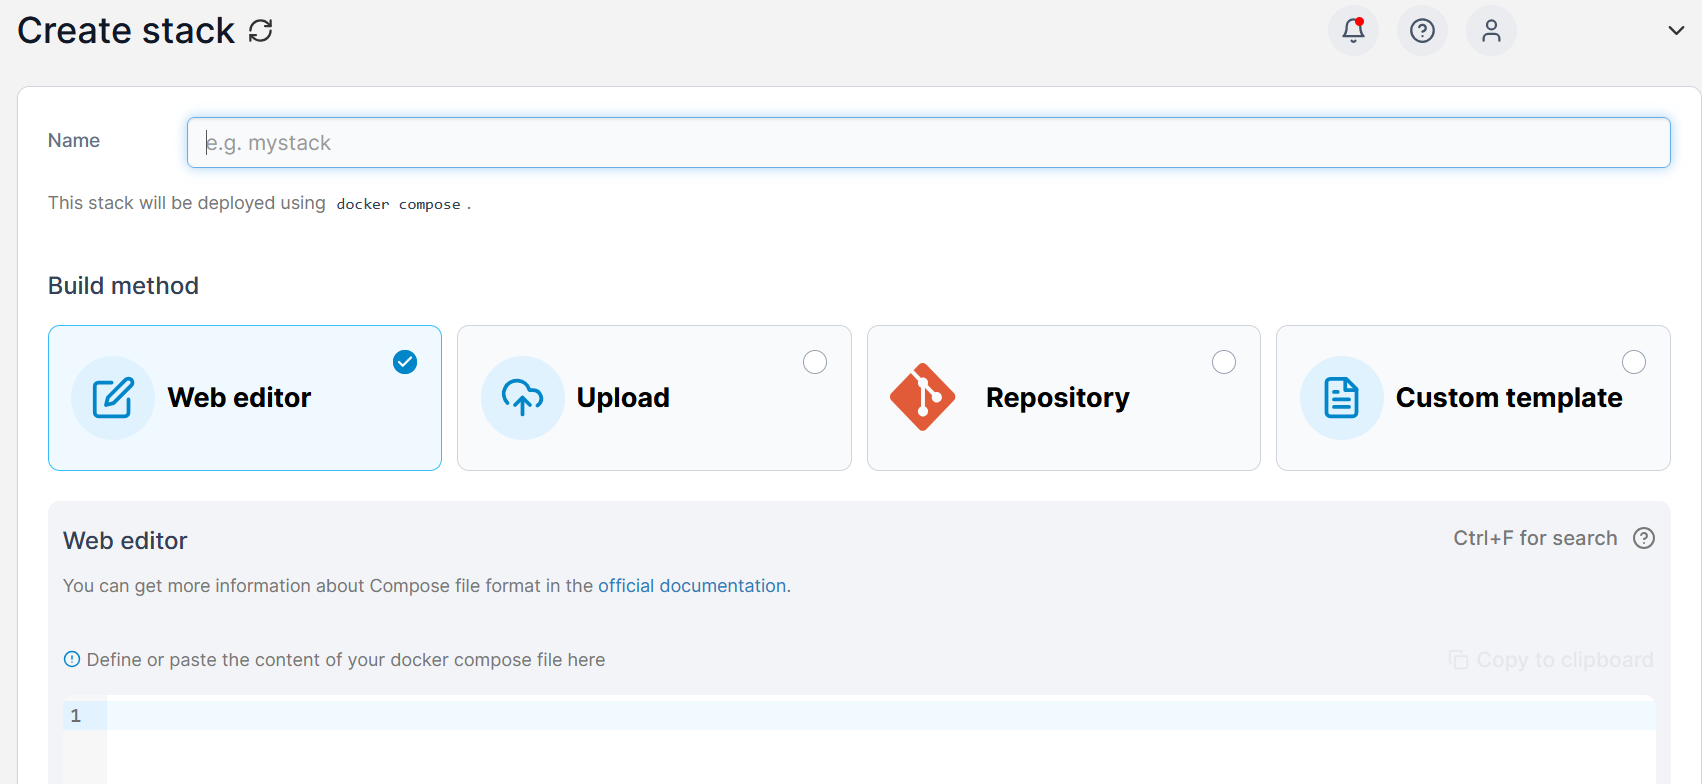 Create stack
Name
e.g. mystack
This stack will be deployed using docker compose .
Build method
Web editor
Upload
Repository
Custom template
Web editor
Ctrl+F for search
You can get more information about Compose file format in the official documentation.
Define or paste the content of your docker compose file here
Copy to clipboard
1